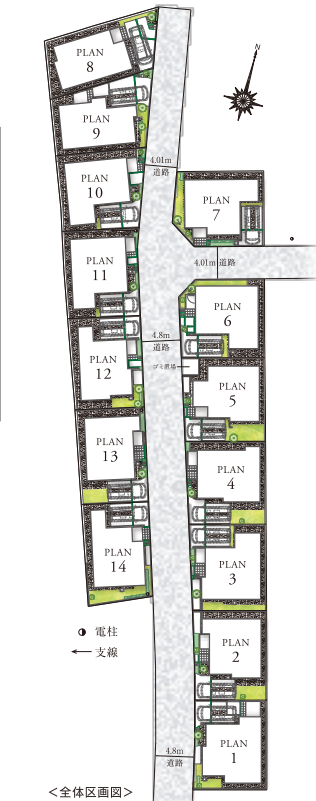 N
PLAN
8
PLAN
9
4.01m
道路
PLAN
10
PLAN
7
PLAN
11
4.01m 道路
PLAN
6
4.8m
道路
ゴミ置場
PLAN
12
PLAN
5
PLAN
13
PLAN
4
PLAN
14
PLAN
3
電柱
支線
PLAN
2
PLAN
1
4.8m
道路
＜全体区画図＞